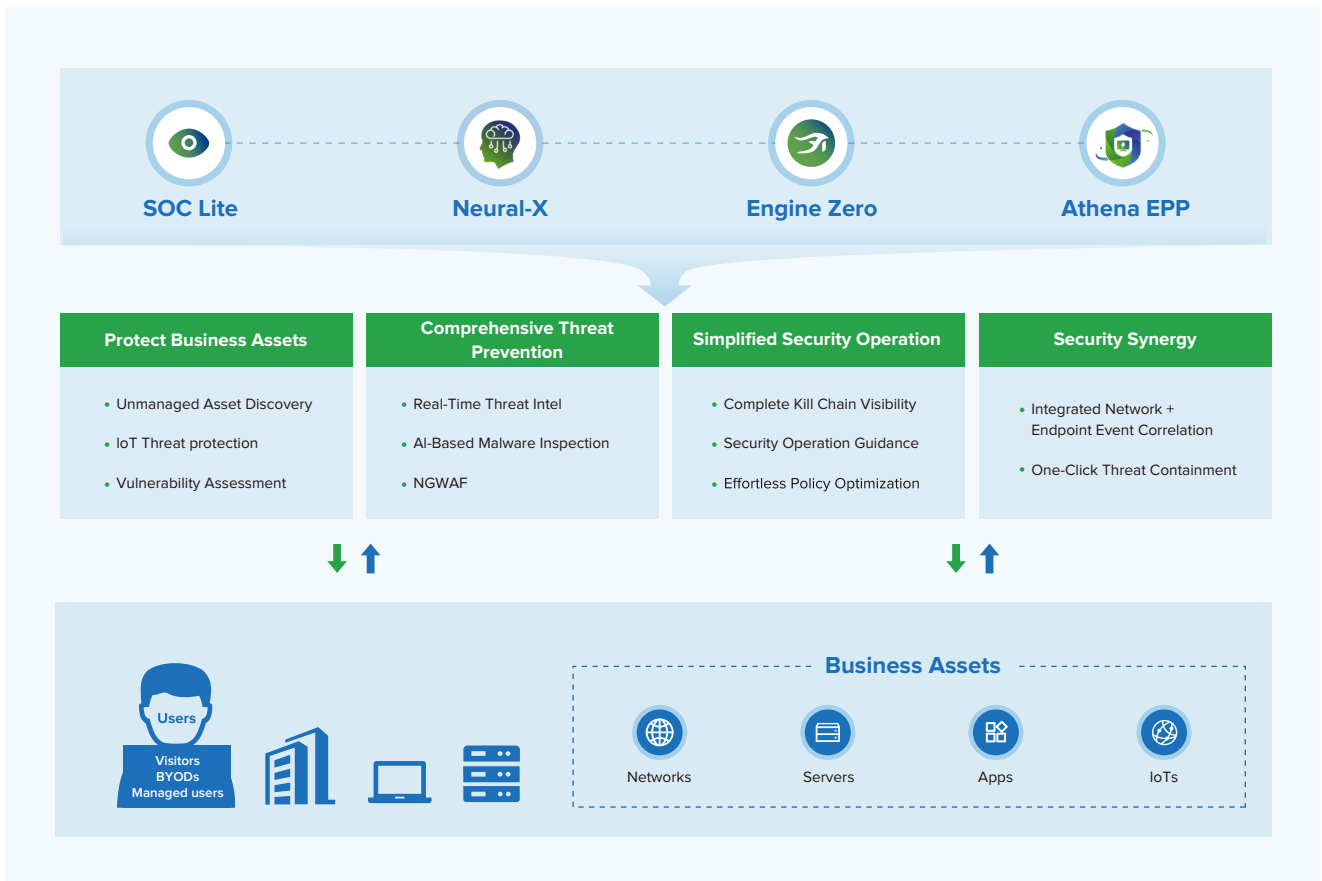 SOC Lite
Neural-X
Engine Zero
Athena EPP
Protect Business Assets
Unmanaged Asset Discovery
IoT Threat protection
Vulnerability Assessment
Comprehensive Threat
Prevention
Real-Time Threat Intel
AI-Based Malware Inspection
NGWAF
Simplified Security Operation
Complete Kill Chain Visibility
Security Operation Guidance
Effortless Policy Optimization
Security Synergy
Integrated Network +
Endpoint Event Correlation
One-Click Threat Containment
Users
Visitors
BYODs
Managed users
Business Assets
Networks
Servers
Apps
IoTs